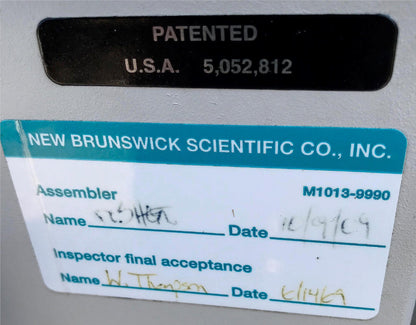 PATENTED
U.S.A. 5,052,812
NEW BRUNSWICK SCIENTIFIC CO., INC.
Assembler M1013-9990
Name Date
Inspector final acceptance
Name W. Thompson Date